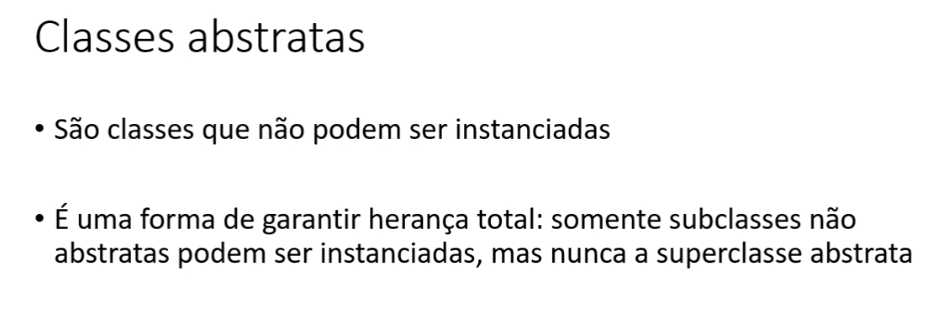 Classes abstratas
• São classes que não podem ser instanciadas
• É uma forma de garantir herança total: somente subclasses não
abstratas podem ser instanciadas, mas nunca a superclasse abstrata